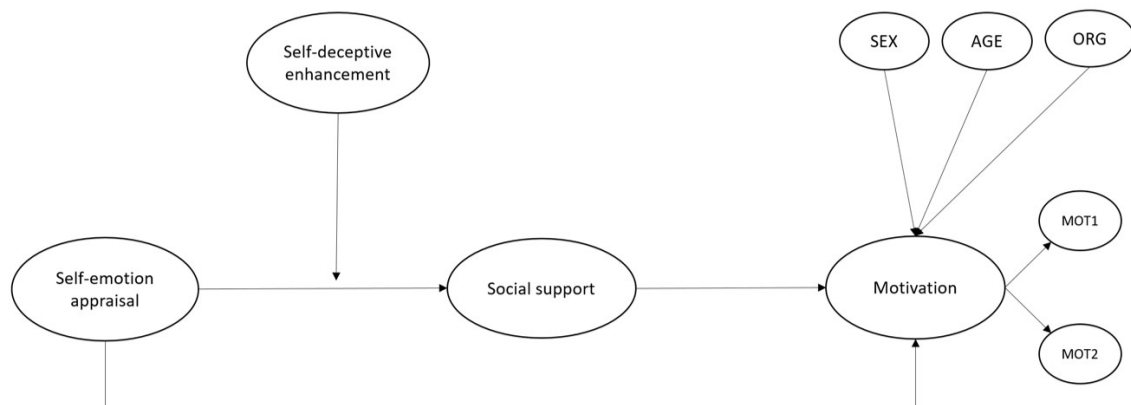 Self-deceptive
enhancement
SEX
AGE
ORG
MOT1
Self-emotion
appraisal
Social support
Motivation
MOT2